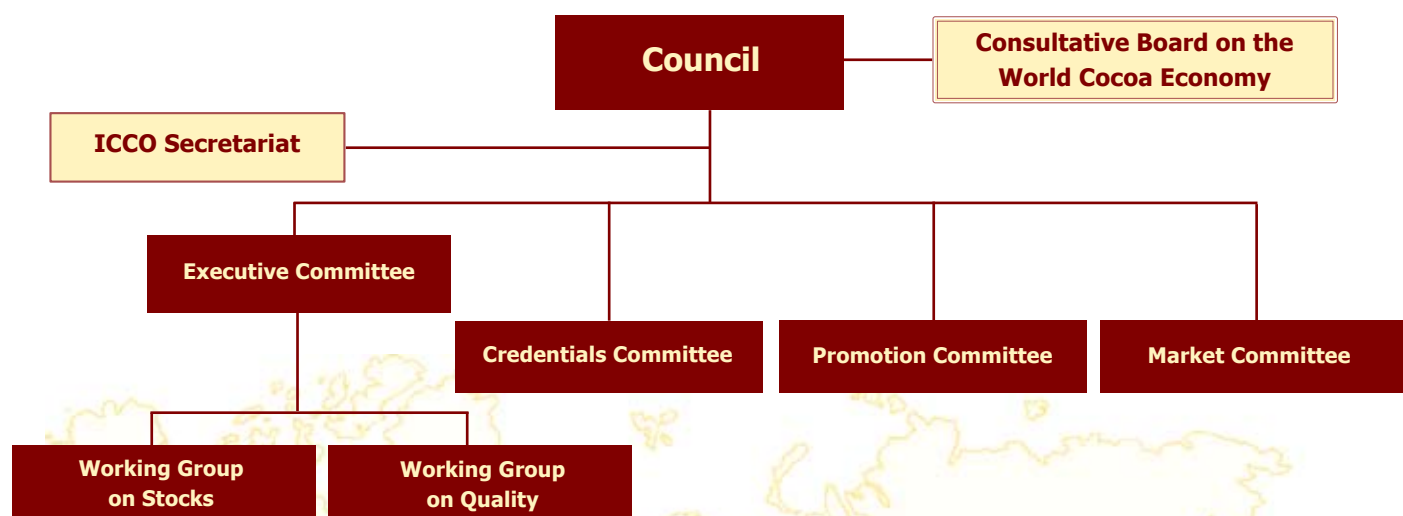 Council
Consultative Board on the
World Cocoa Economy
ICCO Secretariat
Executive Committee
Credentials Committee
Promotion Committee
Market Committee
Working Group
on Stocks
Working Group
on Quality